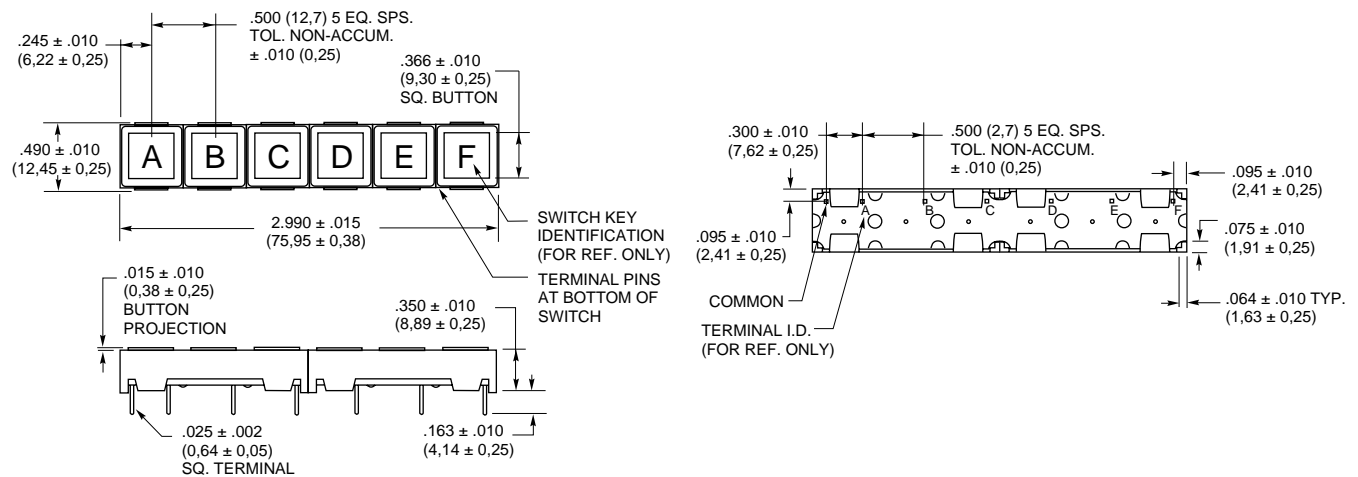 .500 (12,7) 5 EQ. SPS.
TOL. NON-ACCUM.
± .010 (0,25)
.245 ± .010
(6,22 ± 0,25)
.366 ± .010
(9,30 ± 0,25)
SQ. BUTTON
.490 ± .010
(12,45 ± 0,25)
A B C D E F
2.990 ± .015
(75,95 ± 0,38)
SWITCH KEY
IDENTIFICATION
(FOR REF. ONLY)
TERMINAL PINS
AT BOTTOM OF
SWITCH
.015 ± .010
(0,38 ± 0,25)
BUTTON
PROJECTION
.350 ± .010
(8,89 ± 0,25)
.025 ± .002
(0,64 ± 0,05)
SQ. TERMINAL
.163 ± .010
(4,14 ± 0,25)
.300 ± .010
(7,62 ± 0,25)
.500 (2,7) 5 EQ. SPS.
TOL. NON-ACCUM.
± .010 (0,25)
.095 ± .010
(2,41 ± 0,25)
A B C D E F
.095 ± .010
(2,41 ± 0,25)
.075 ± .010
(1,91 ± 0,25)
COMMON
TERMINAL I.D.
(FOR REF. ONLY)
.064 ± .010 TYP.
(1,63 ± 0,25)